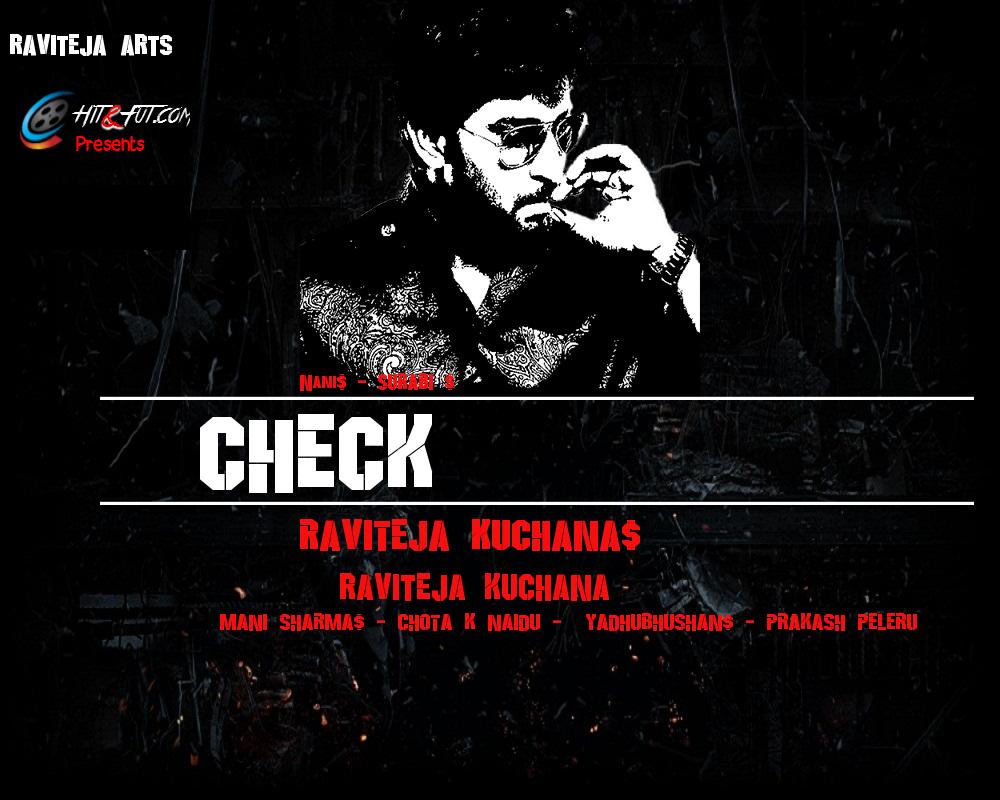 RAVITEJA ARTS
HIT&FUT.COM
Presents
NANI$ - SURABI $
CHECK
RAVITEJA KUCHANA$
RAVITEJA KUCHANA
MANI SHARMA$ - CHOTA K NAIDU - YADHUBHUSHAN$ - PRAKASH PELERU